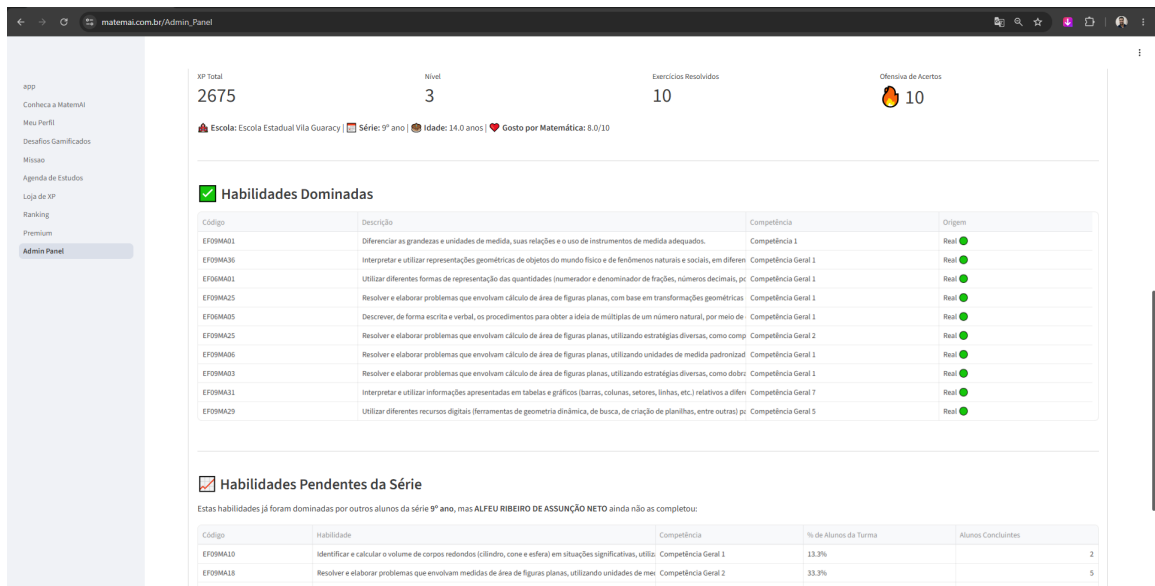 matemai.com.br/Admin_Panel
app
Conheca a MatemAI
Meu Perfil
Desafios Gamificados
Missao
Agenda de Estudos
Loja de XP
Ranking
Premium
Admin Panel
XP Total Nível Exercícios Resolvidos Ofensiva de Acertos
2675 3 10 10
Escola: Escola Estadual Vila Guaracy | Série: 9º ano | Idade: 14.0 anos | Gosto por Matemática: 8.0/10
Habilidades Dominadas
Código Descrição Competência Origem
EF09MA01 Diferenciar as grandezas e unidades de medida, suas relações e o uso de instrumentos de medida adequados. Competência 1 Real
EF09MA36 Interpretar e utilizar representações geométricas de objetos do mundo físico e de fenômenos naturais e sociais, em diferen Competência Geral 1 Real
EF06MA01 Utilizar diferentes formas de representação das quantidades (numerador e denominador de frações, números decimais, po Competência Geral 1 Real
EF09MA25 Resolver e elaborar problemas que envolvam cálculo de área de figuras planas, com base em transformações geométricas Competência Geral 1 Real
EF06MA05 Descrever, de forma escrita e verbal, os procedimentos para obter a ideia de múltiplas de um número natural, por meio de Competência Geral 1 Real
EF09MA25 Resolver e elaborar problemas que envolvam cálculo de área de figuras planas, utilizando estratégias diversas, como comp Competência Geral 2 Real
EF09MA06 Resolver e elaborar problemas que envolvam cálculo de área de figuras planas, utilizando unidades de medida padronizad Competência Geral 1 Real
EF09MA03 Resolver e elaborar problemas que envolvam cálculo de área de figuras planas, utilizando estratégias diversas, como dobra Competência Geral 1 Real
EF09MA31 Interpretar e utilizar informações apresentadas em tabelas e gráficos (barras, colunas, setores, linhas, etc.) relativos a difere Competência Geral 7 Real
EF09MA29 Utilizar diferentes recursos digitais (ferramentas de geometria dinâmica, de busca, de criação de planilhas, entre outras) pa Competência Geral 5 Real
Habilidades Pendentes da Série
Estas habilidades já foram dominadas por outros alunos da série 9º ano, mas ALFEU RIBEIRO DE ASSUNÇÃO NETO ainda não as completou:
Código Habilidade Competência % de Alunos da Turma Alunos Concluintes
EF09MA10 Identificar e calcular o volume de corpos redondos (cilindro, cone e esfera) em situações significativas, utiliz Competência Geral 1 13.3% 2
EF09MA18 Resolver e elaborar problemas que envolvam medidas de área de figuras planas, utilizando unidades de med Competência Geral 2 33.3% 5